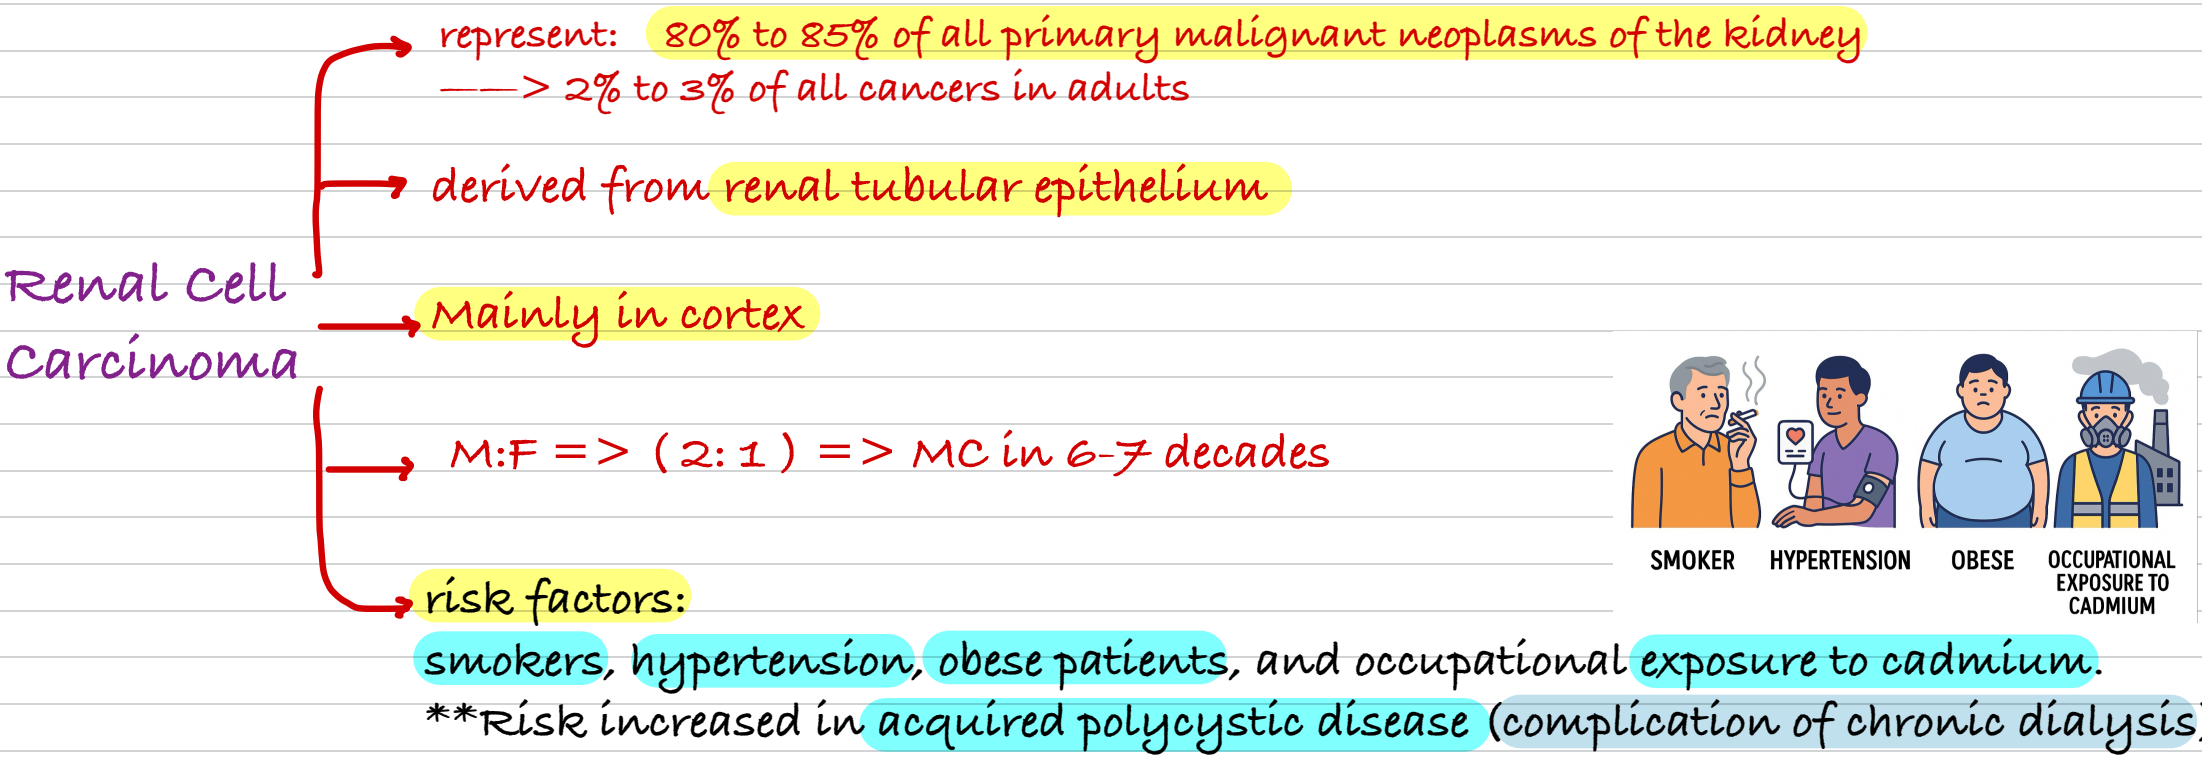 represent: 80% to 85% of all primary malignant neoplasms of the kidney
——> 2% to 3% of all cancers in adults
derived from renal tubular epithelium
Renal Cell
Carcinoma
Mainly in cortex
M:F => (2:1) => MC in 6-7 decades
SMOKER
HYPERTENSION
OBESE
OCCUPATIONAL
EXPOSURE TO
CADMIUM
risk factors:
smokers, hypertension, obese patients, and occupational exposure to cadmium.
**Risk increased in acquired polycystic disease (complication of chronic dialysis)